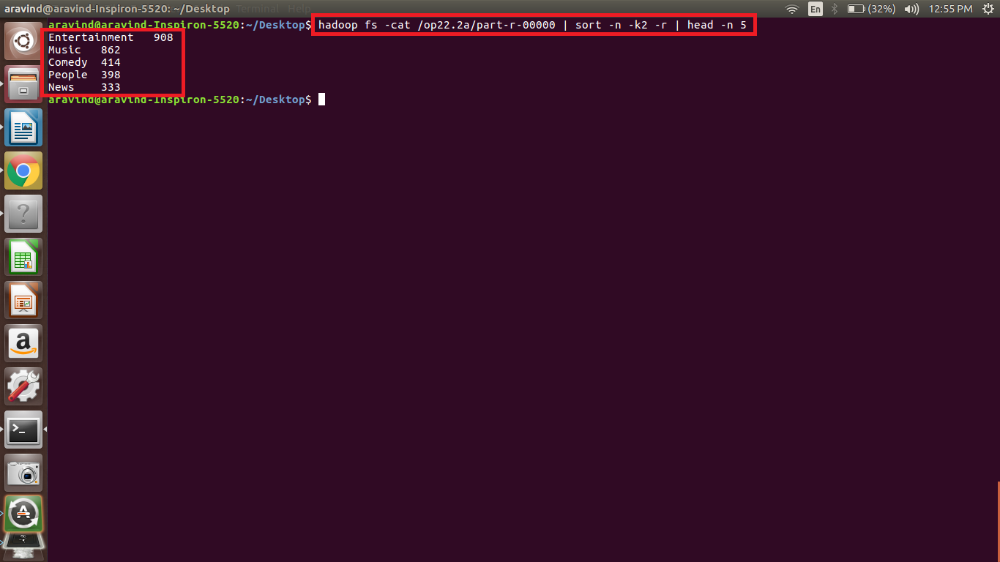 aravind@aravind-Inspiron-5520: ~/Desktop Terminal Help
En (32%) 12:55 PM
aravind@aravind-Inspiron-5520:~/Desktop$ hadoop fs -cat /op22.2a/part-r-00000 | sort -n -k2 -r | head -n 5
Entertainment 908
Music 862
Comedy 414
People 398
News 333
aravind@aravind-Inspiron-5520:~/Desktop$